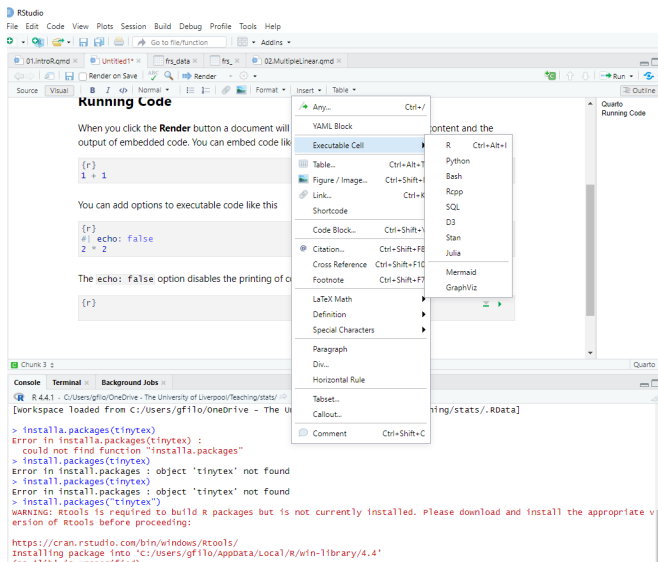 RStudio
File Edit Code View Plots Session Build Debug Profile Tools Help
Go to file/function Addins
01.introR.qmd × Untitled1* × frs_data × frs_ × 02.MultipleLinear.qmd ×
Render on Save Render Run
Source Visual B I </> Normal Format Insert Table Outline
Running Code
When you click the Render button a document will
content and the
output of embedded code. You can embed code lik
{r}
1 + 1
You can add options to executable code like this
{r}
#| echo: false
2 * 2
The echo: false option disables the printing of co
{r}
Any... Ctrl+/
YAML Block
Executable Cell
Table... Ctrl+Alt+T
Figure / Image... Ctrl+Shift+I
Link... Ctrl+K
Shortcode
Code Block... Ctrl+Shift+\
Citation... Ctrl+Shift+F8
Cross Reference Ctrl+Shift+F10
Footnote Ctrl+Shift+F7
LaTeX Math
Definition
Special Characters
Paragraph
Div...
Horizontal Rule
Tabset...
Callout...
Comment Ctrl+Shift+C
R Ctrl+Alt+I
Python
Bash
Rcpp
SQL
D3
Stan
Julia
Mermaid
GraphViz
Quarto
Running Code
Chunk 3 Quarto
Console Terminal × Background Jobs ×
R 4.4.1 · C:/Users/gfilo/OneDrive - The University of Liverpool/Teaching/stats/
[Workspace loaded from C:/Users/gfilo/OneDrive - The U
ning/stats/.RData]
> installa.packages(tinytex)
Error in installa.packages(tinytex) :
could not find function "installa.packages"
> install.packages(tinytex)
Error in install.packages : object 'tinytex' not found
> install.packages(tinytex)
Error in install.packages : object 'tinytex' not found
> install.packages("tinytex")
WARNING: Rtools is required to build R packages but is not currently installed. Please download and install the appropriate v
ersion of Rtools before proceeding:
https://cran.rstudio.com/bin/windows/Rtools/
Installing package into 'C:/Users/gfilo/AppData/Local/R/win-library/4.4'